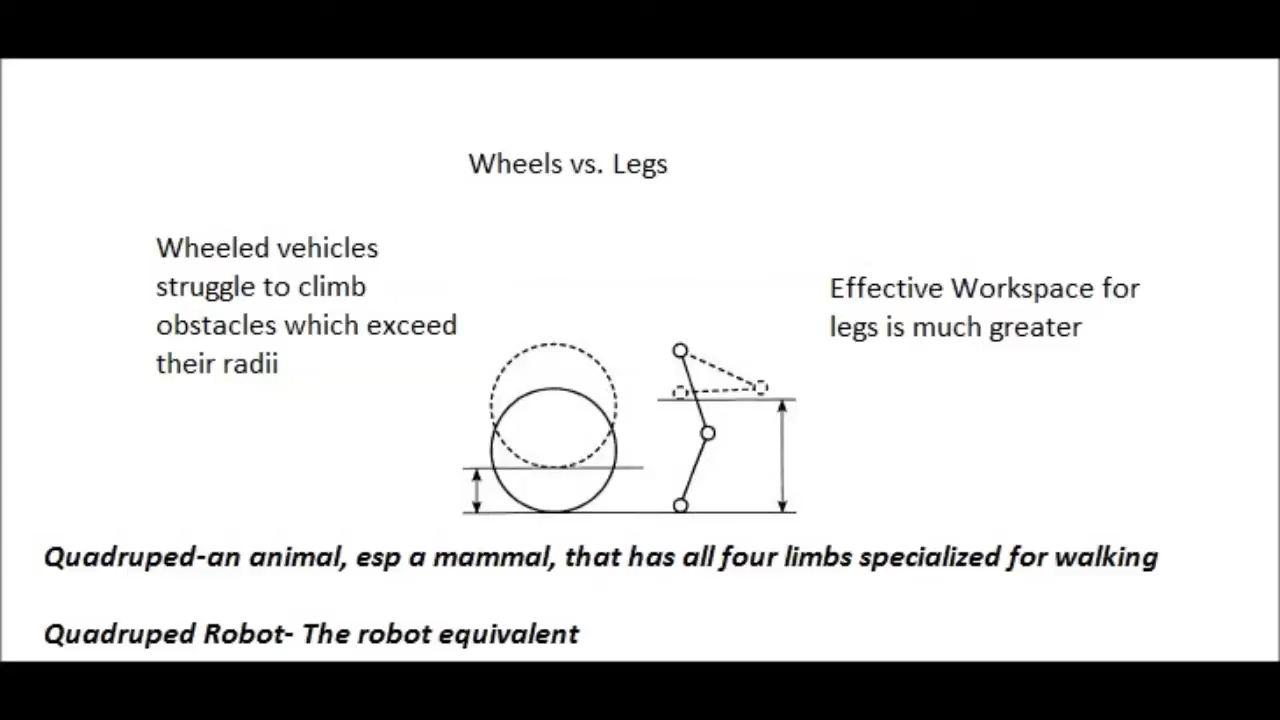 Wheels vs. Legs
Wheeled vehicles
struggle to climb
obstacles which exceed
their radii
Effective Workspace for
legs is much greater
Quadruped-an animal, esp a mammal, that has all four limbs specialized for walking
Quadruped Robot- The robot equivalent